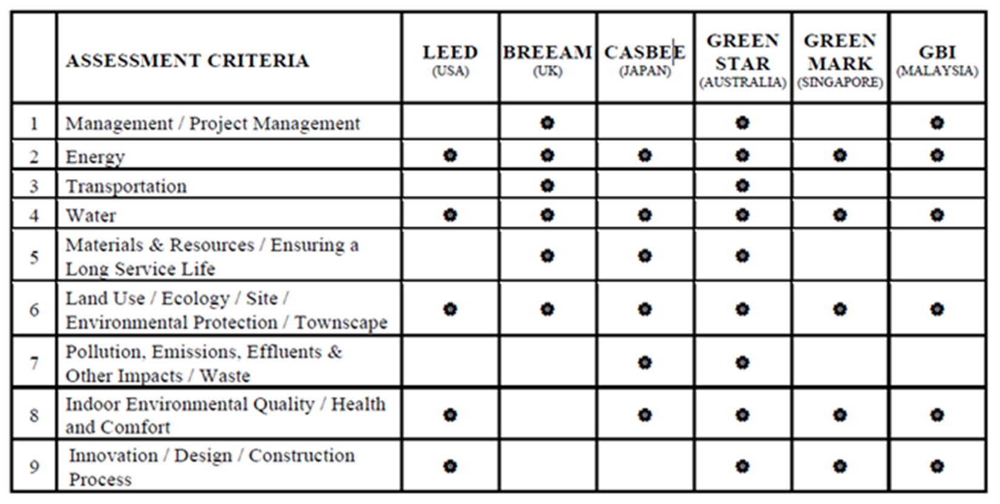 ASSESSMENT CRITERIA
LEED
(USA)
BREEAM
(UK)
CASBEE
(JAPAN)
GREEN
STAR
(AUSTRALIA)
GREEN
MARK
(SINGAPORE)
GBI
(MALAYSIA)
1 Management / Project Management
2 Energy
3 Transportation
4 Water
5 Materials & Resources / Ensuring a
Long Service Life
6 Land Use / Ecology / Site /
Environmental Protection / Townscape
7 Pollution, Emissions, Effluents &
Other Impacts / Waste
8 Indoor Environmental Quality / Health
and Comfort
9 Innovation / Design / Construction
Process